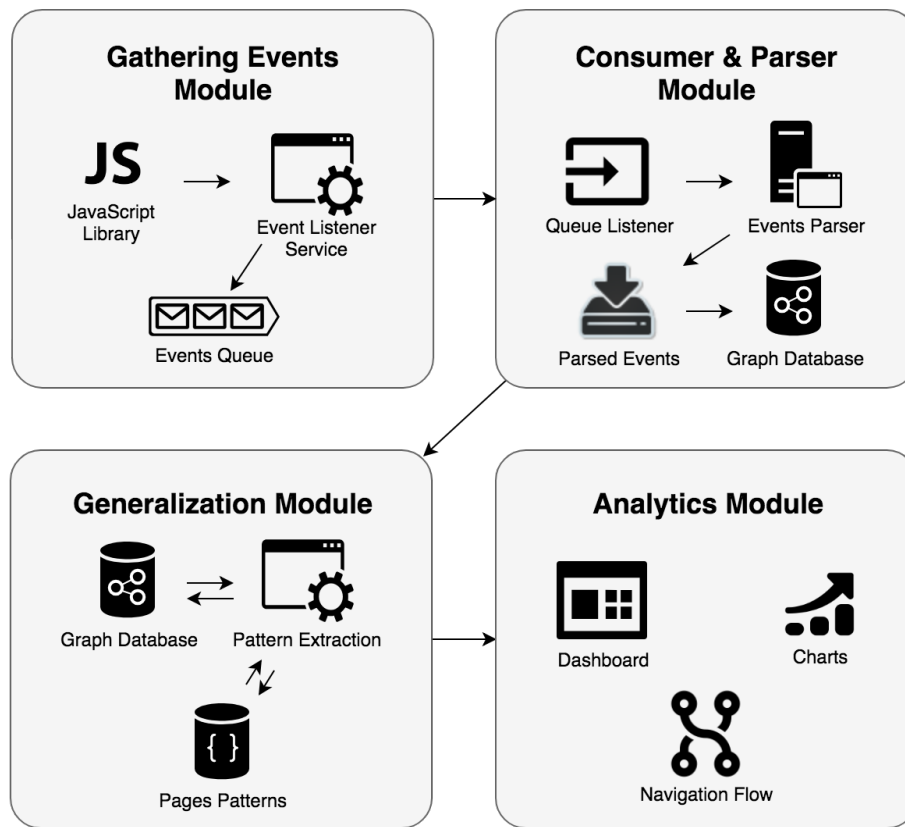 Gathering Events
Module
JS
JavaScript
Library
Event Listener
Service
Events Queue
Consumer & Parser
Module
Queue Listener
Events Parser
Parsed Events
Graph Database
Generalization Module
Graph Database
Pattern Extraction
{ }
Pages Patterns
Analytics Module
Dashboard
Charts
Navigation Flow